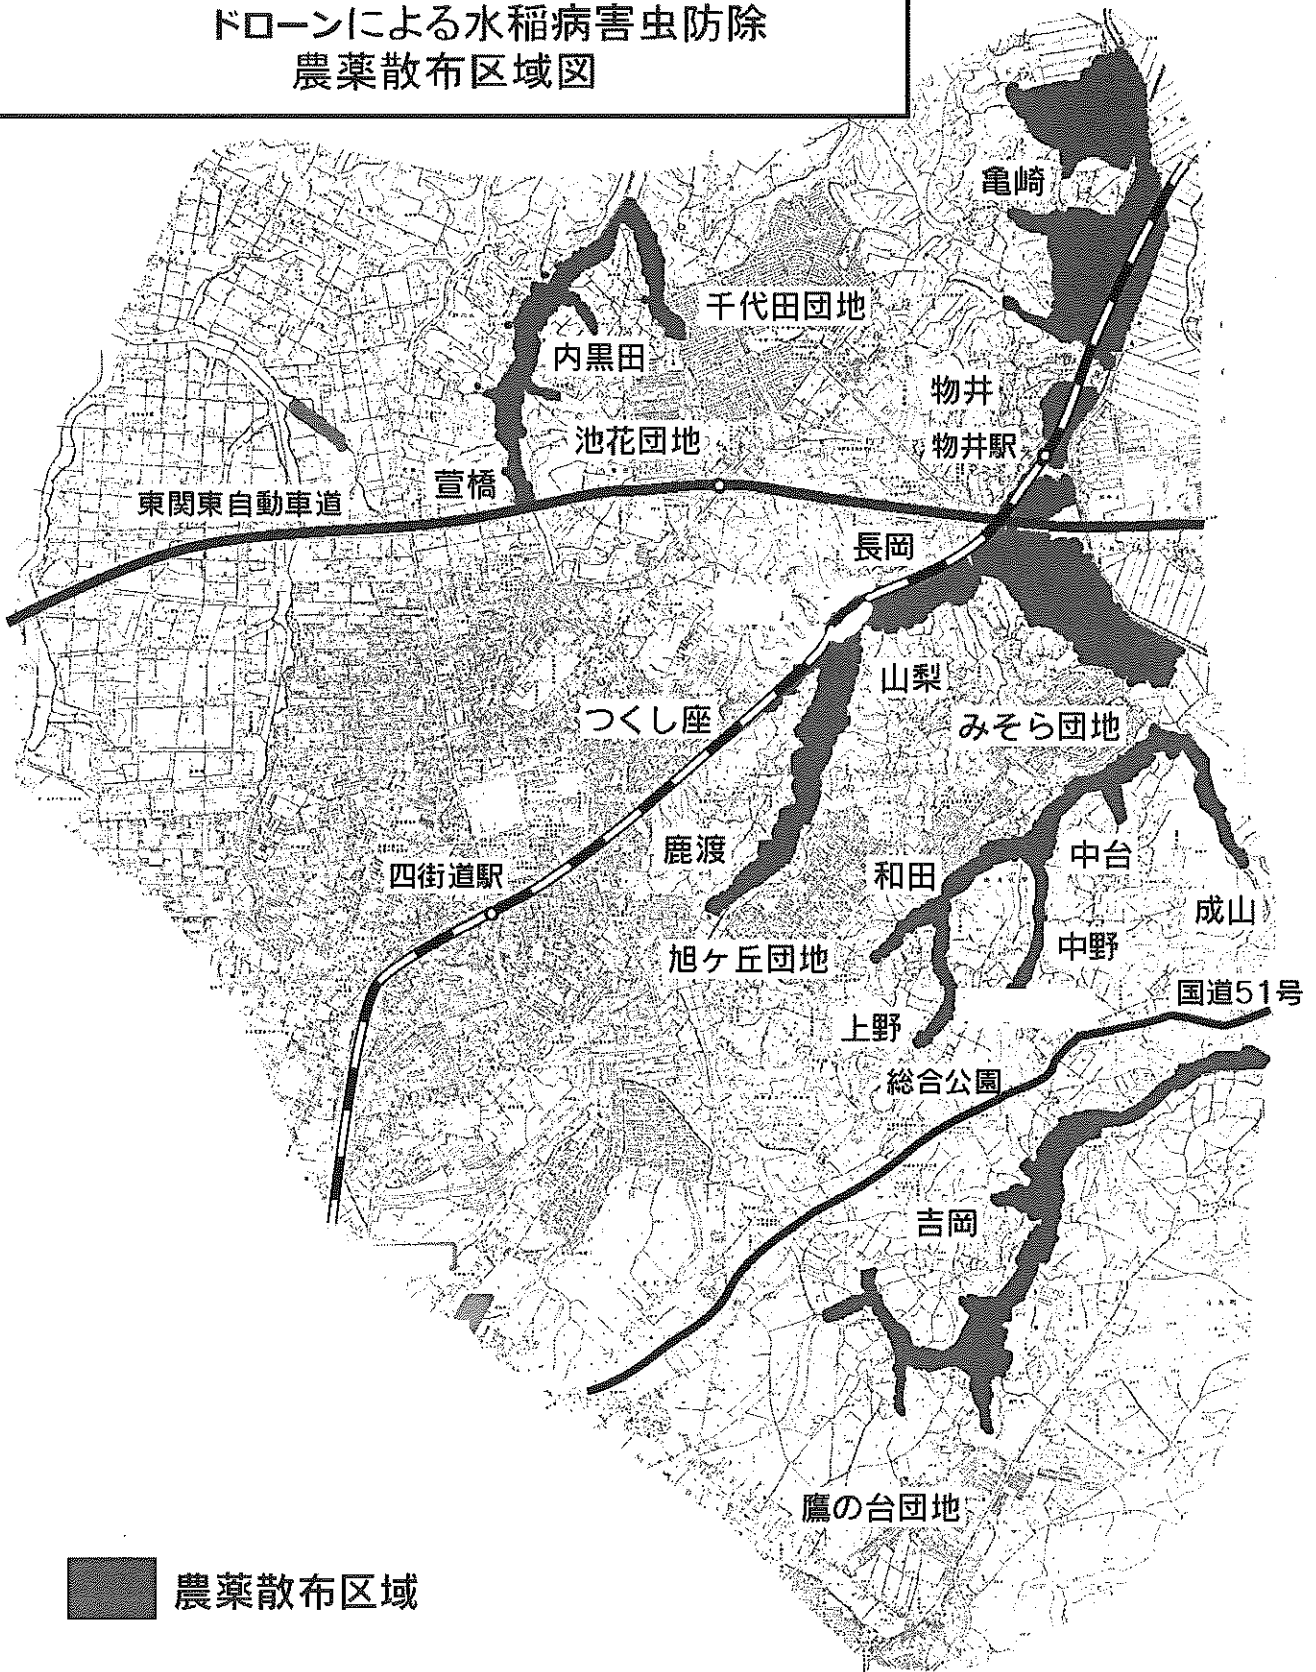 ドローンによる水稲病害虫防除
農薬散布区域図
亀崎
千代田団地
内黒田
物井
池花団地
物井駅
萱橋
東関東自動車道
長岡
山梨
つくし座
みそら団地
鹿渡
中台
和田
四街道駅
成山
中野
旭ケ丘団地
国道51号
上野
総合公園
吉岡
鷹の台団地
農薬散布区域